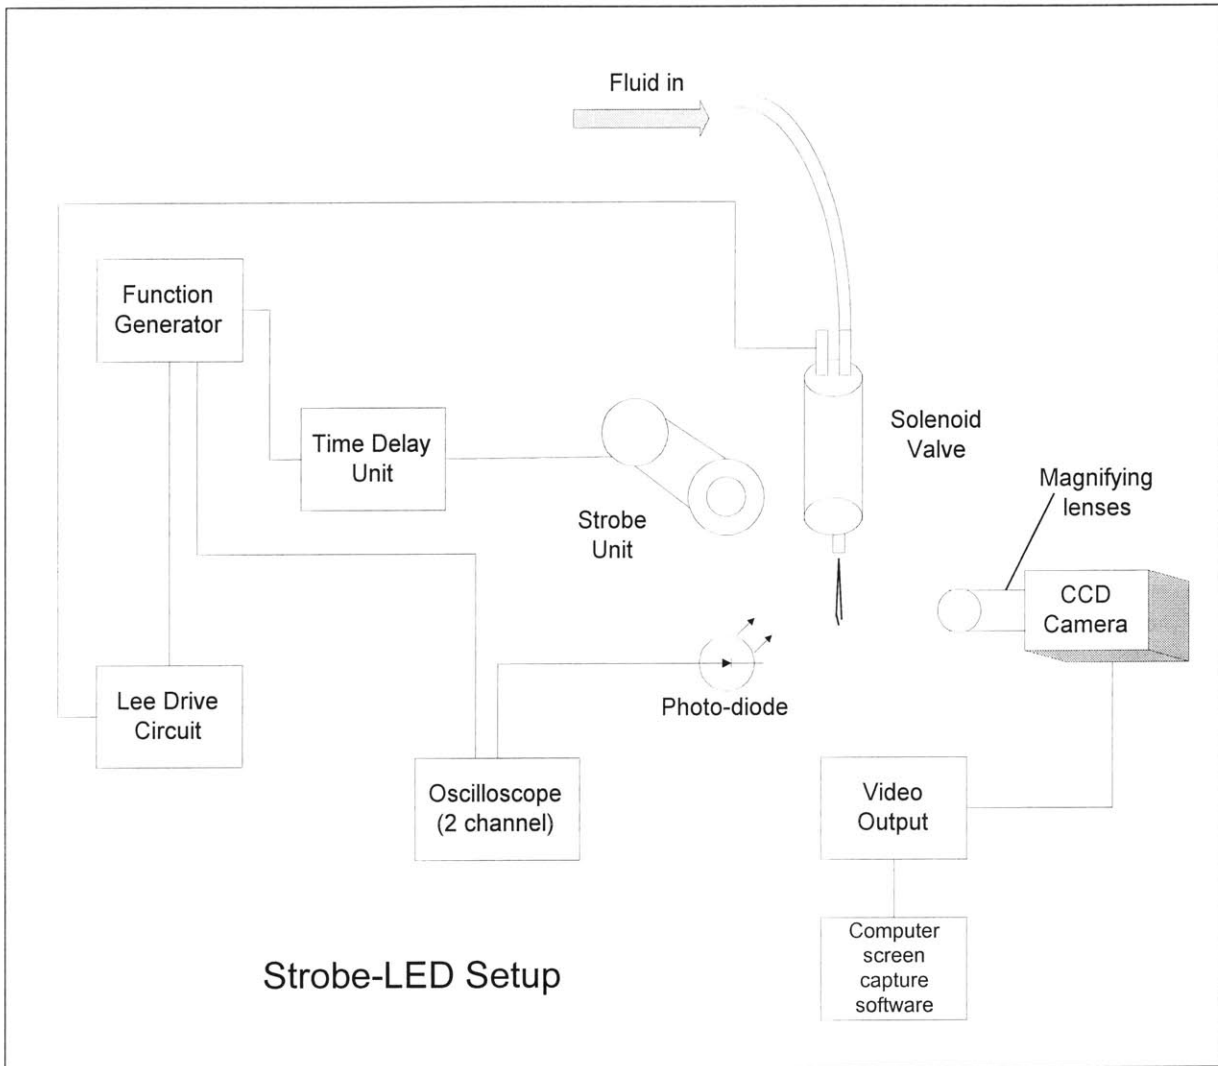 Fluid in
Function
Generator
Time Delay
Unit
Strobe
Unit
Solenoid
Valve
Magnifying
lenses
CCD
Camera
Lee Drive
Circuit
Photo-diode
Oscilloscope
(2 channel)
Video
Output
Computer
screen
capture
software
Strobe-LED Setup